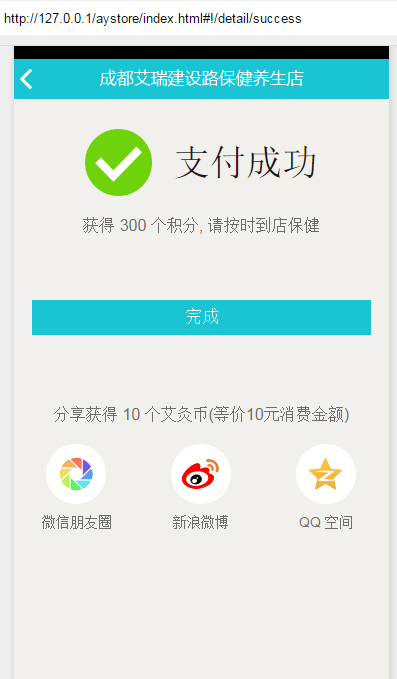 http://127.0.0.1/aystore/index.html#!/detail/success
成都艾瑞建设路保健养生店
支付成功
获得 300 个积分, 请按时到店保健
完成
分享获得 10 个艾灸币(等价10元消费金额)
微信朋友圈 新浪微博 QQ 空间